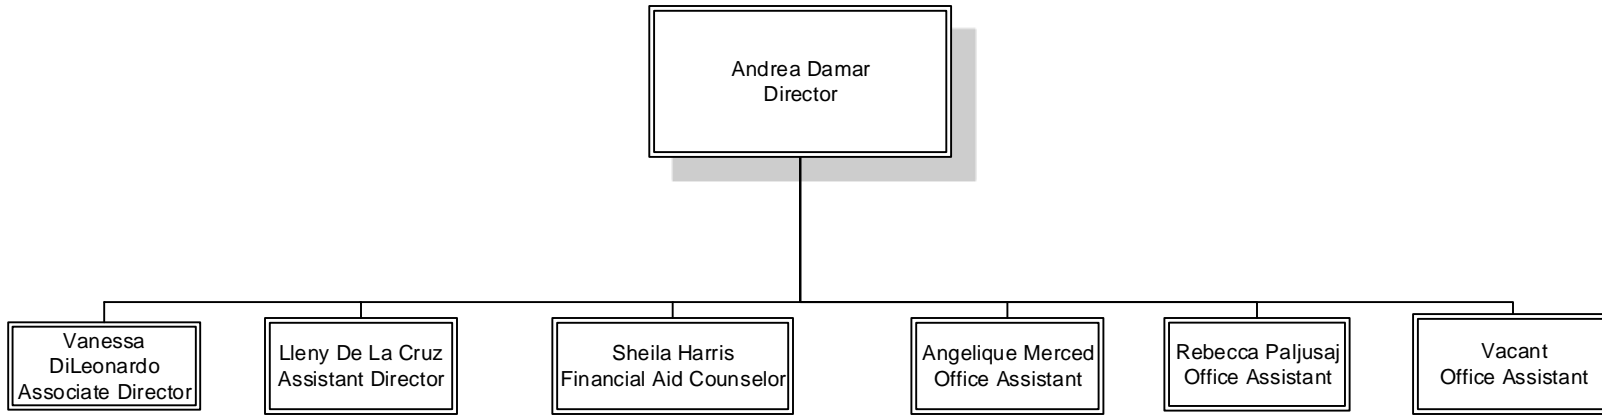 Andrea Damar
Director
Vanessa
DiLeonardo
Associate Director
Lleny De La Cruz
Assistant Director
Sheila Harris
Financial Aid Counselor
Angelique Merced
Office Assistant
Rebecca Paljusaj
Office Assistant
Vacant
Office Assistant